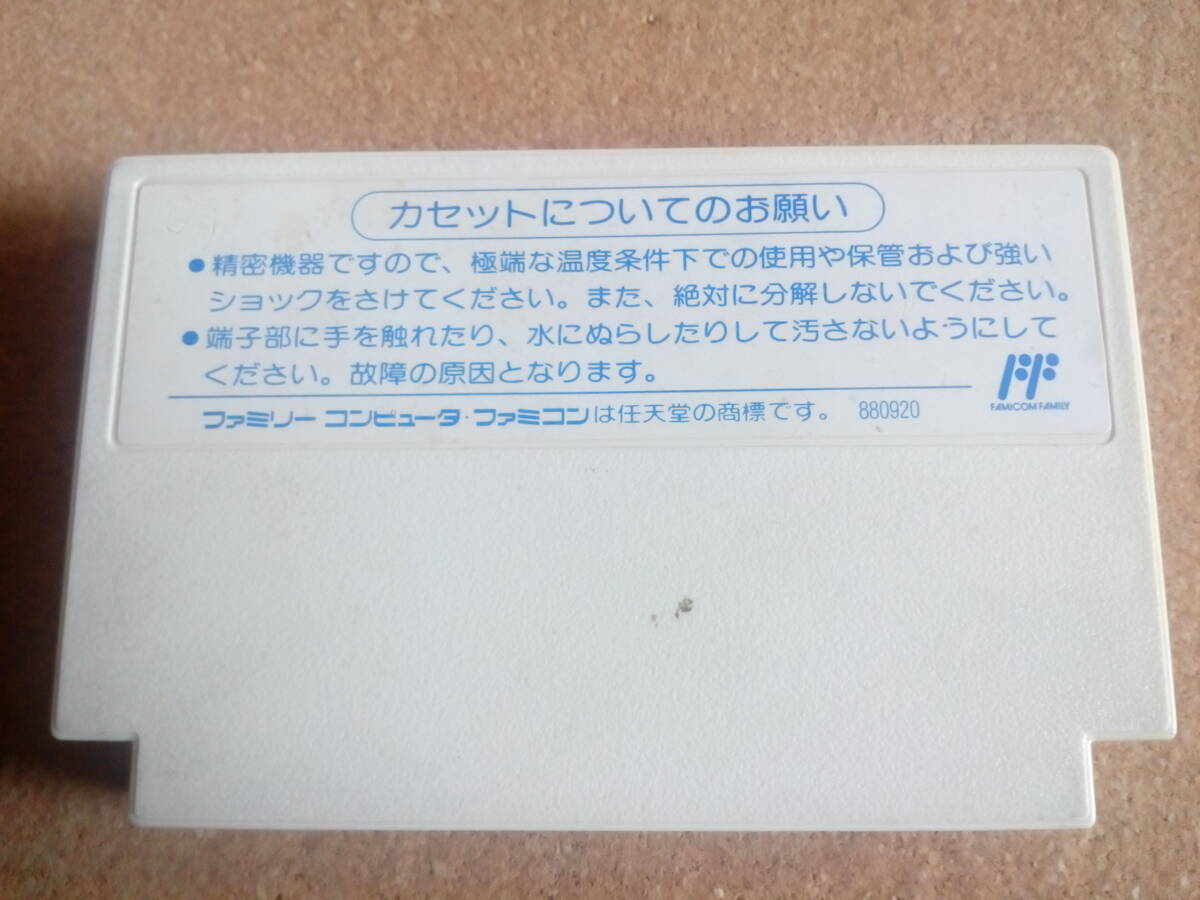 カセットについてのお願い
●精密機器ですので、極端な温度条件下での使用や保管および強い
ショックをさけてください。また、絶対に分解しないでください。
●端子部に手を触れたり、水にぬらしたりして汚さないようにして
ください。故障の原因となります。
FAMICOM FAMILY
ファミリーコンピュータ・ファミコンは任天堂の商標です。 880920